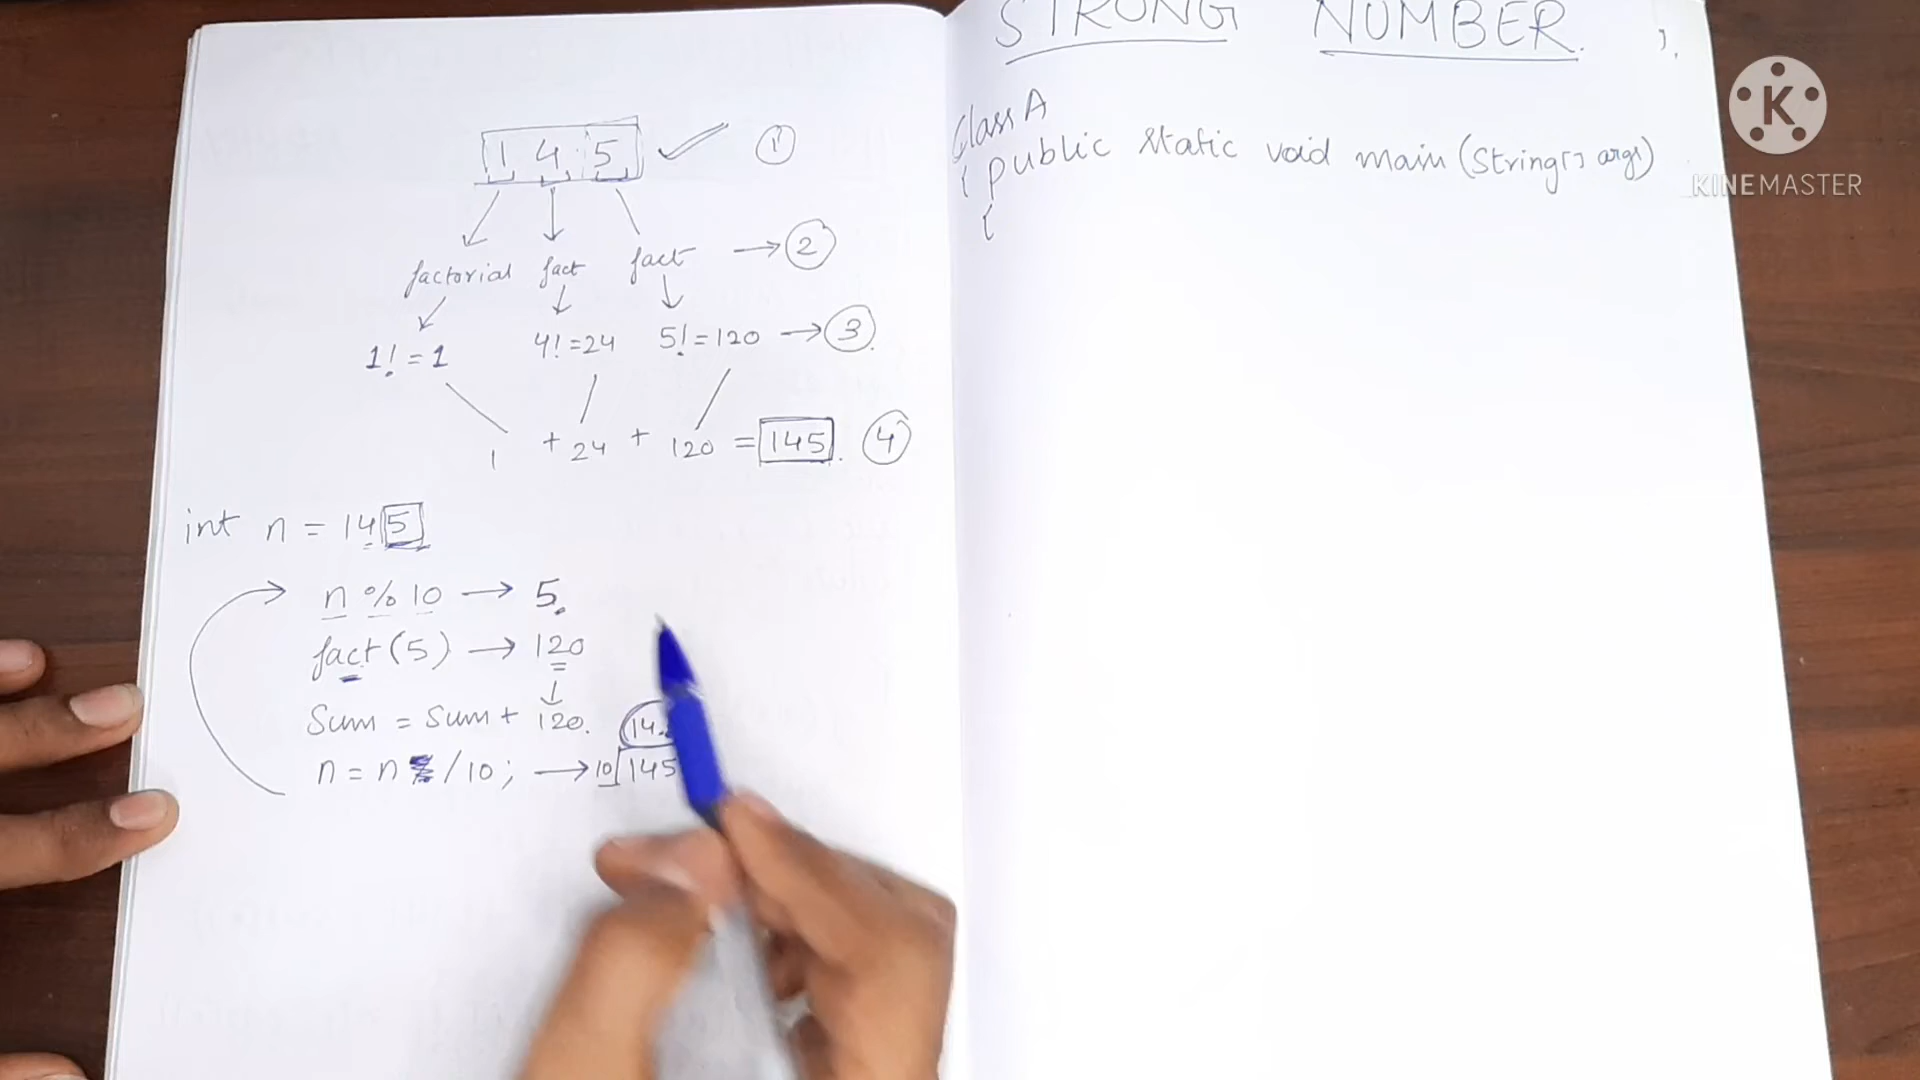 STRONG NUMBER.
1 4 5 ①
factorial fact fact → ②
1! = 1 4! = 24 5! = 120 → ③
1 + 24 + 120 = 145. ④
int n = 145
n % 10 → 5.
fact (5) → 120
Sum = Sum + 120. 14.
n = n / 10 ; → 10 145
Class A
{ public static void main (String[] args)
{
K
KINEMASTER